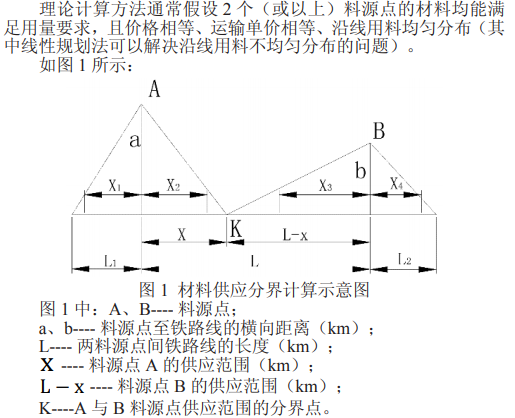 理论计算方法通常假设 2 个（或以上）料源点的材料均能满
足用量要求，且价格相等、运输单价相等、沿线用料均匀分布（其
中线性规划法可以解决沿线用料不均匀分布的问题）。
如图 1 所示：
A
B
a
b
X₁
X₂
X₃
X₄
K
X
L-x
L₁
L
L₂
图 1 材料供应分界计算示意图
图 1 中：A、B---- 料源点；
a、b---- 料源点至铁路线的横向距离（km）；
L---- 两料源点间铁路线的长度（km）；
X ---- 料源点 A 的供应范围（km）；
L－x ---- 料源点 B 的供应范围（km）；
K----A 与 B 料源点供应范围的分界点。